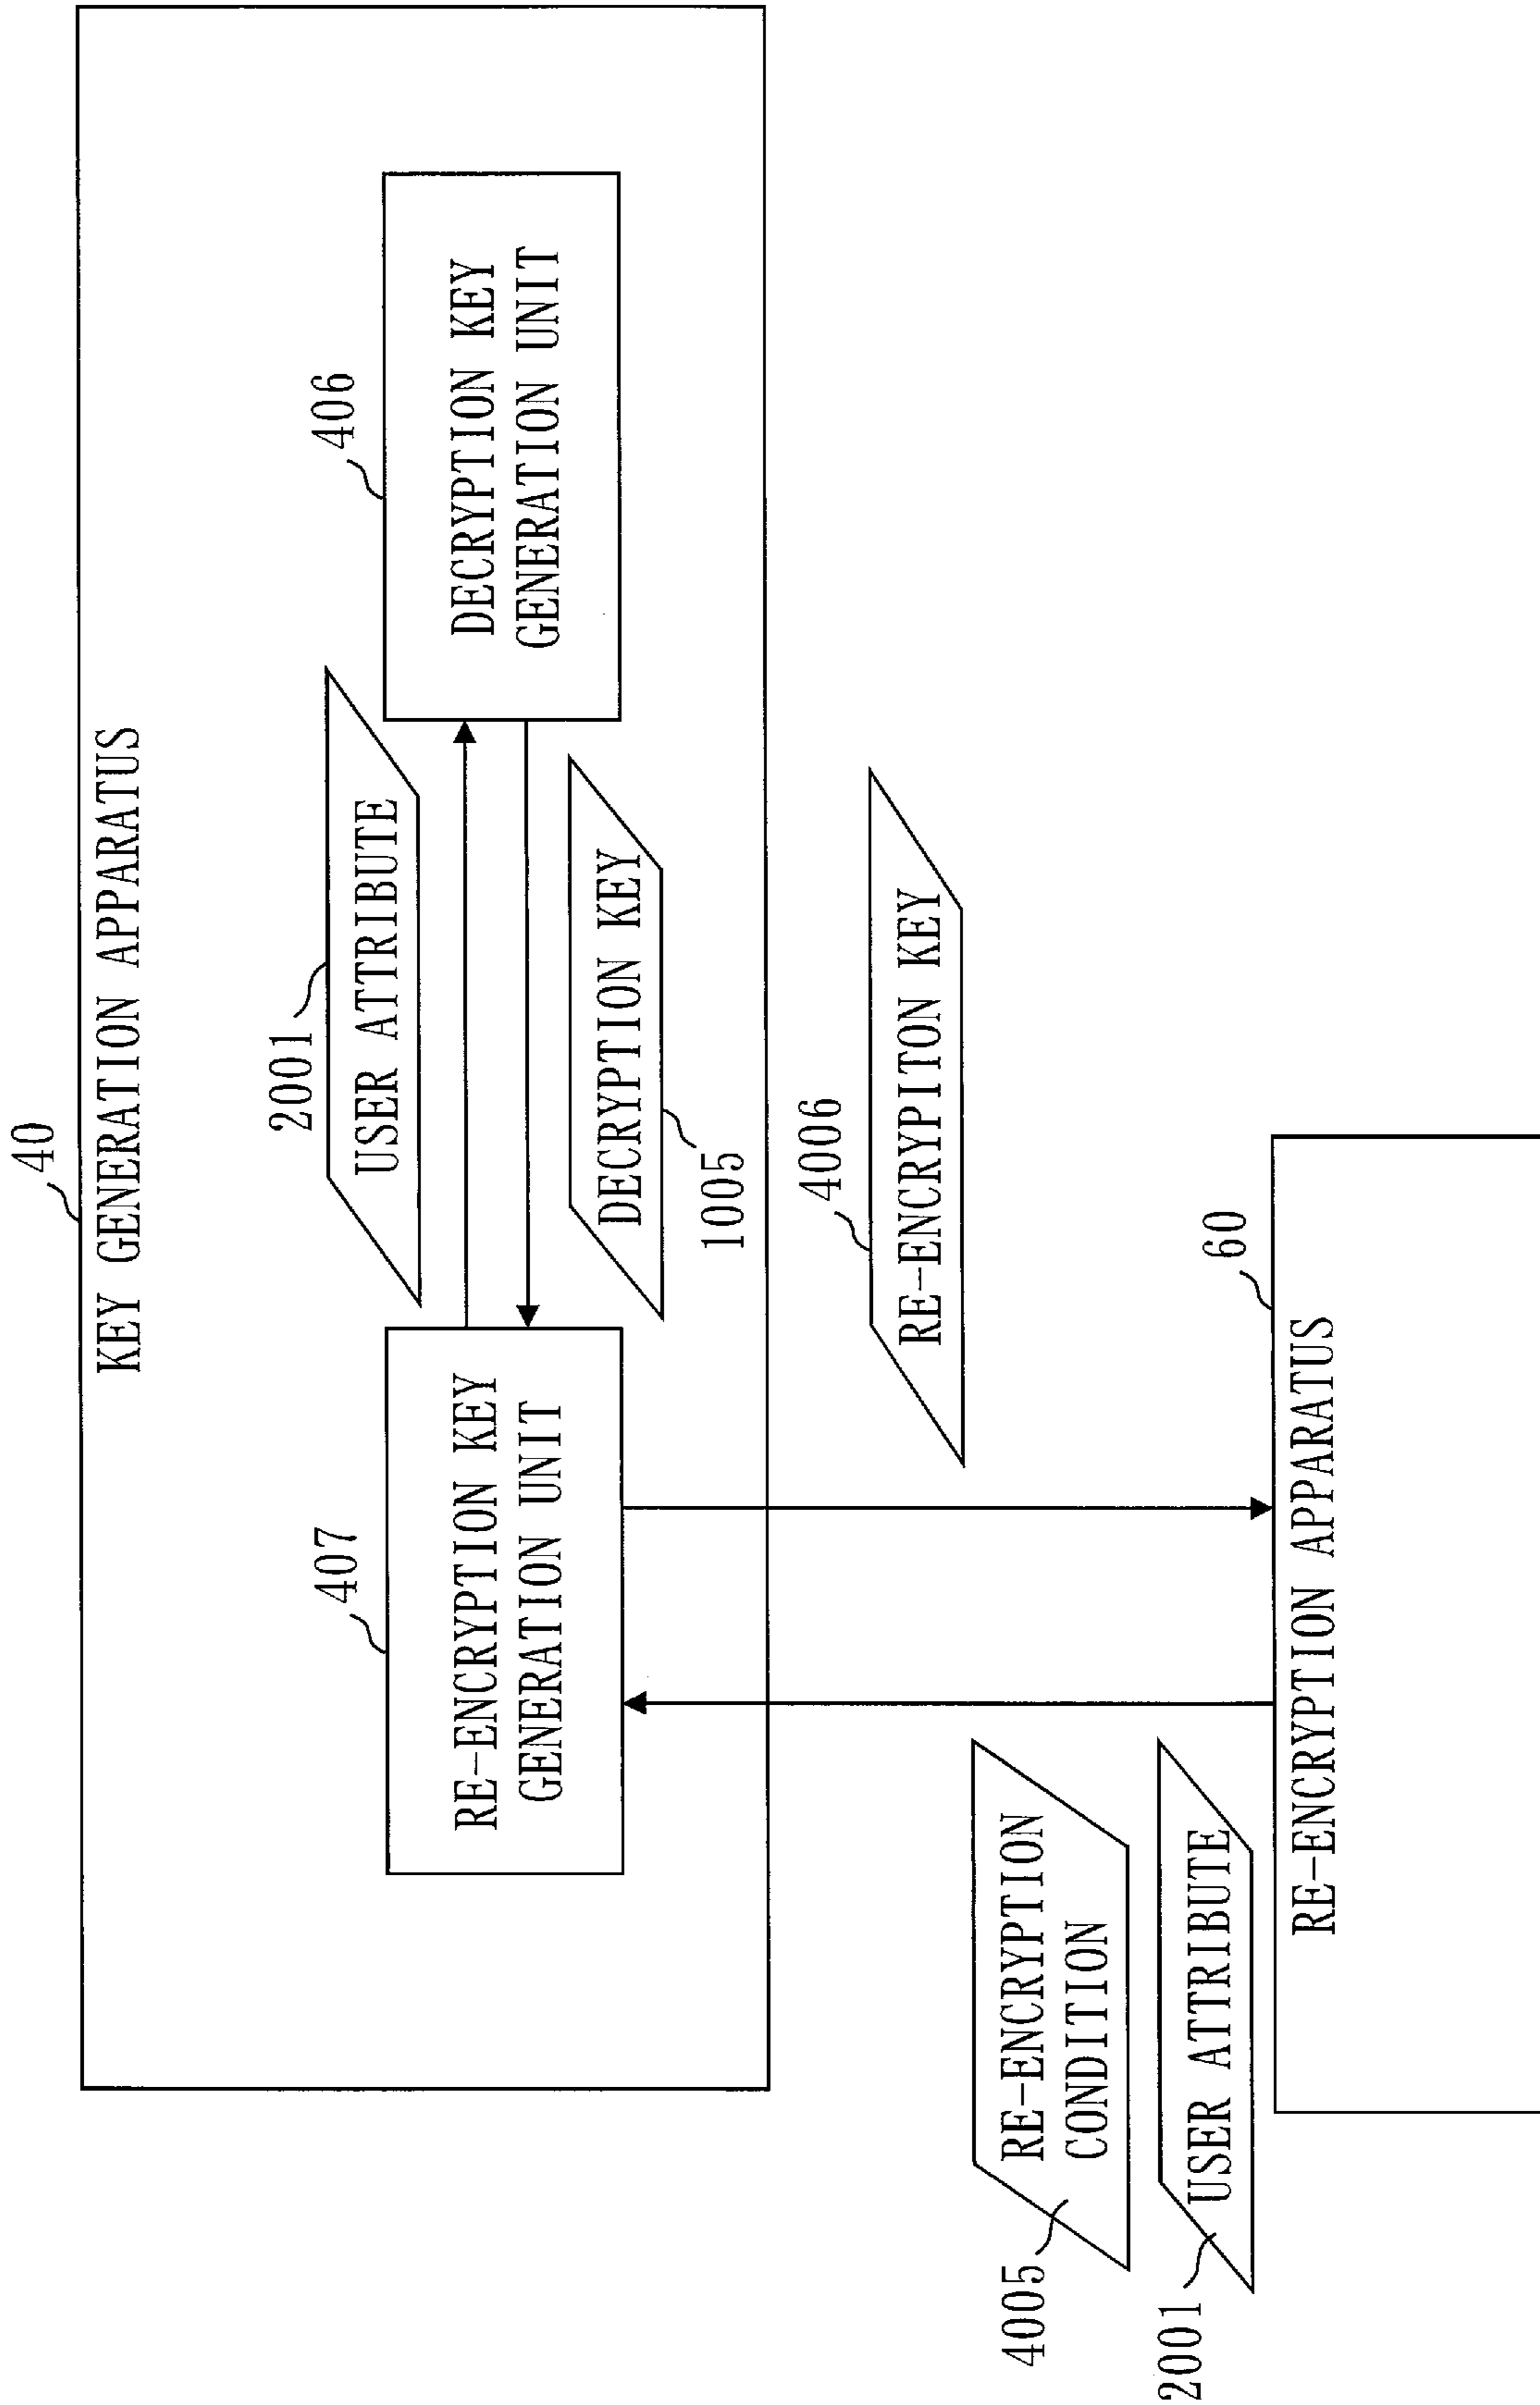 40
KEY GENERATION APPARATUS
407
RE-ENCRYPTION KEY
GENERATION UNIT
2001
USER ATTRIBUTE
DECRYPTION KEY
1005
406
DECRYPTION KEY
GENERATION UNIT
4005
RE-ENCRYPTION
CONDITION
2001
USER ATTRIBUTE
4006
RE-ENCRYPITON KEY
60
RE-ENCRYPTION APPARATUS